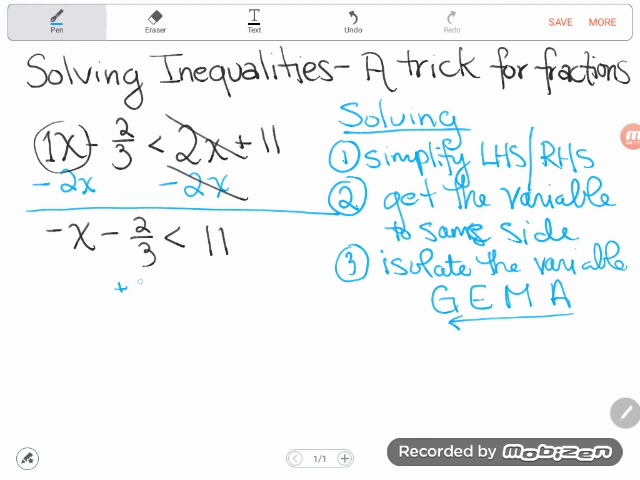 Pen Eraser Text Undo Redo SAVE MORE
Solving Inequalities - A trick for fractions
1x - 2/3 < 2x + 11
- 2x - 2x
-x - 2/3 < 11
+
Solving
① simplify LHS/RHS
② get the variable
to same side
③ isolate the variable
G E M A
1/1
Recorded by mobizen